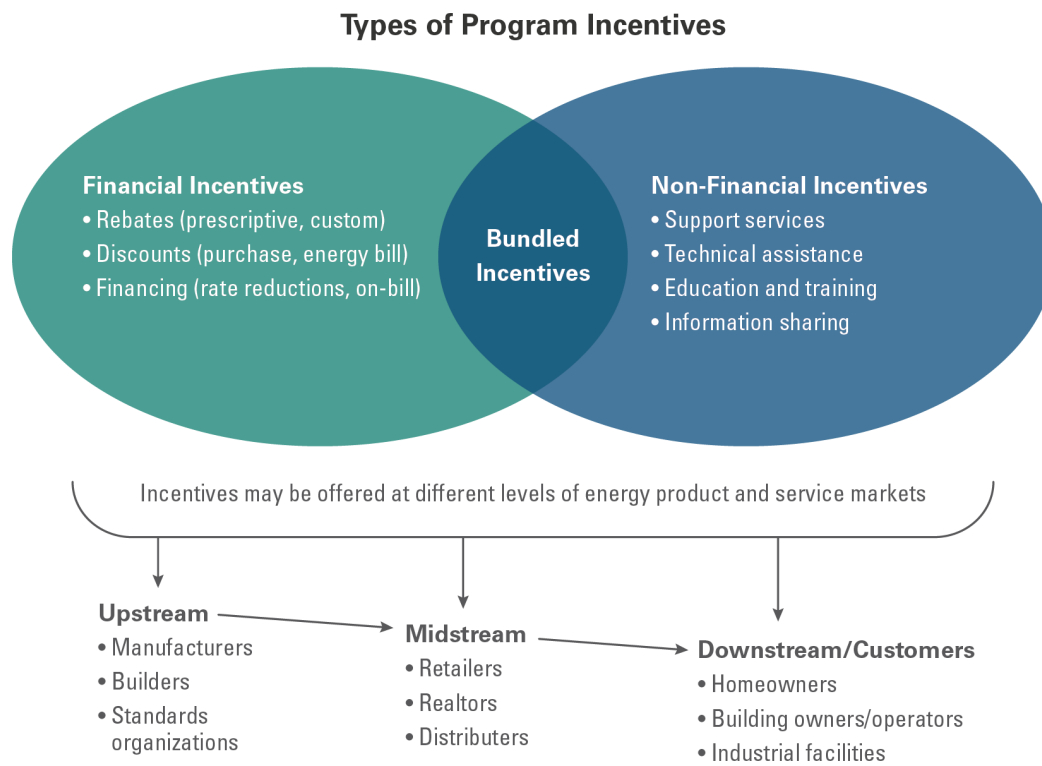 Types of Program Incentives
Financial Incentives
• Rebates (prescriptive, custom)
• Discounts (purchase, energy bill)
• Financing (rate reductions, on-bill)
Bundled
Incentives
Non-Financial Incentives
• Support services
• Technical assistance
• Education and training
• Information sharing
Incentives may be offered at different levels of energy product and service markets
Upstream
• Manufacturers
• Builders
• Standards
organizations
Midstream
• Retailers
• Realtors
• Distributers
Downstream/Customers
• Homeowners
• Building owners/operators
• Industrial facilities